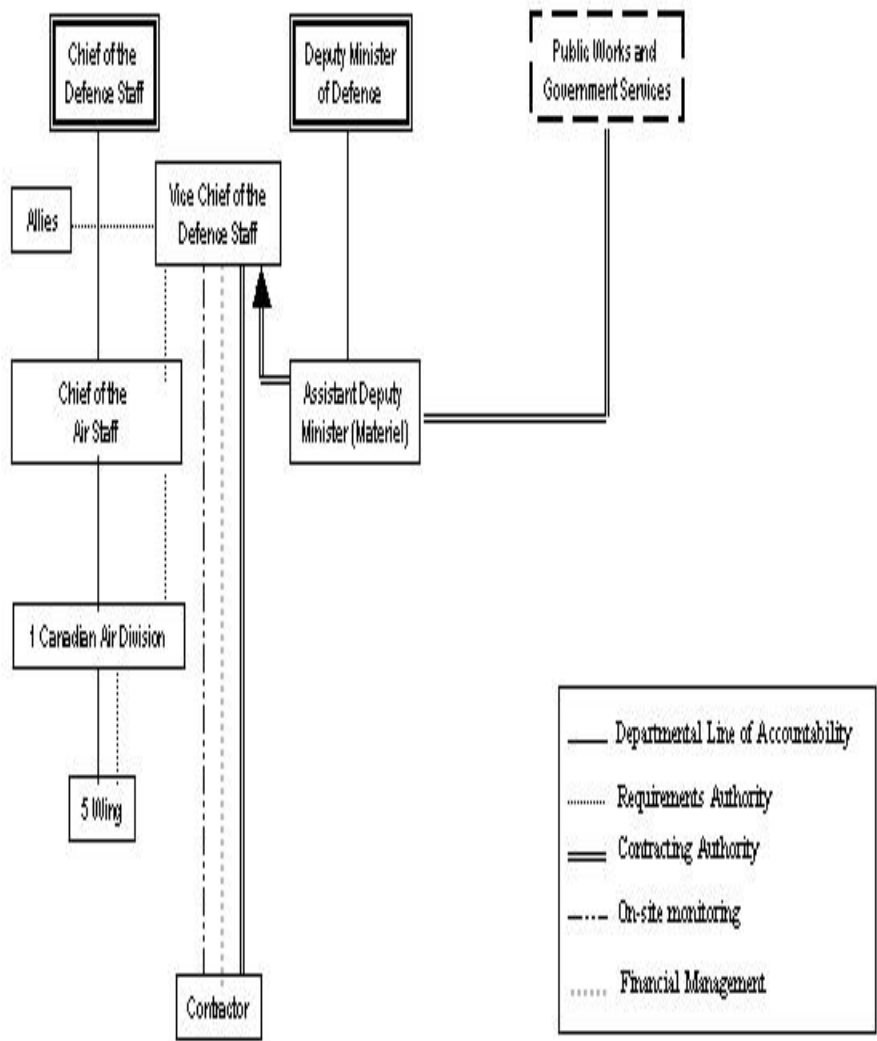 Chief of the
Defence Staff
Deputy Minister
of Defence
Public Works and
Government Services
Vice Chief of the
Defence Staff
Allies
Chief of the
Air Staff
Assistant Deputy
Minister (Materiel)
1 Canadian Air Division
5 Wing
Contractor
Departmental Line of Accountability
Requirements Authority
Contracting Authority
On-site monitoring
Financial Management